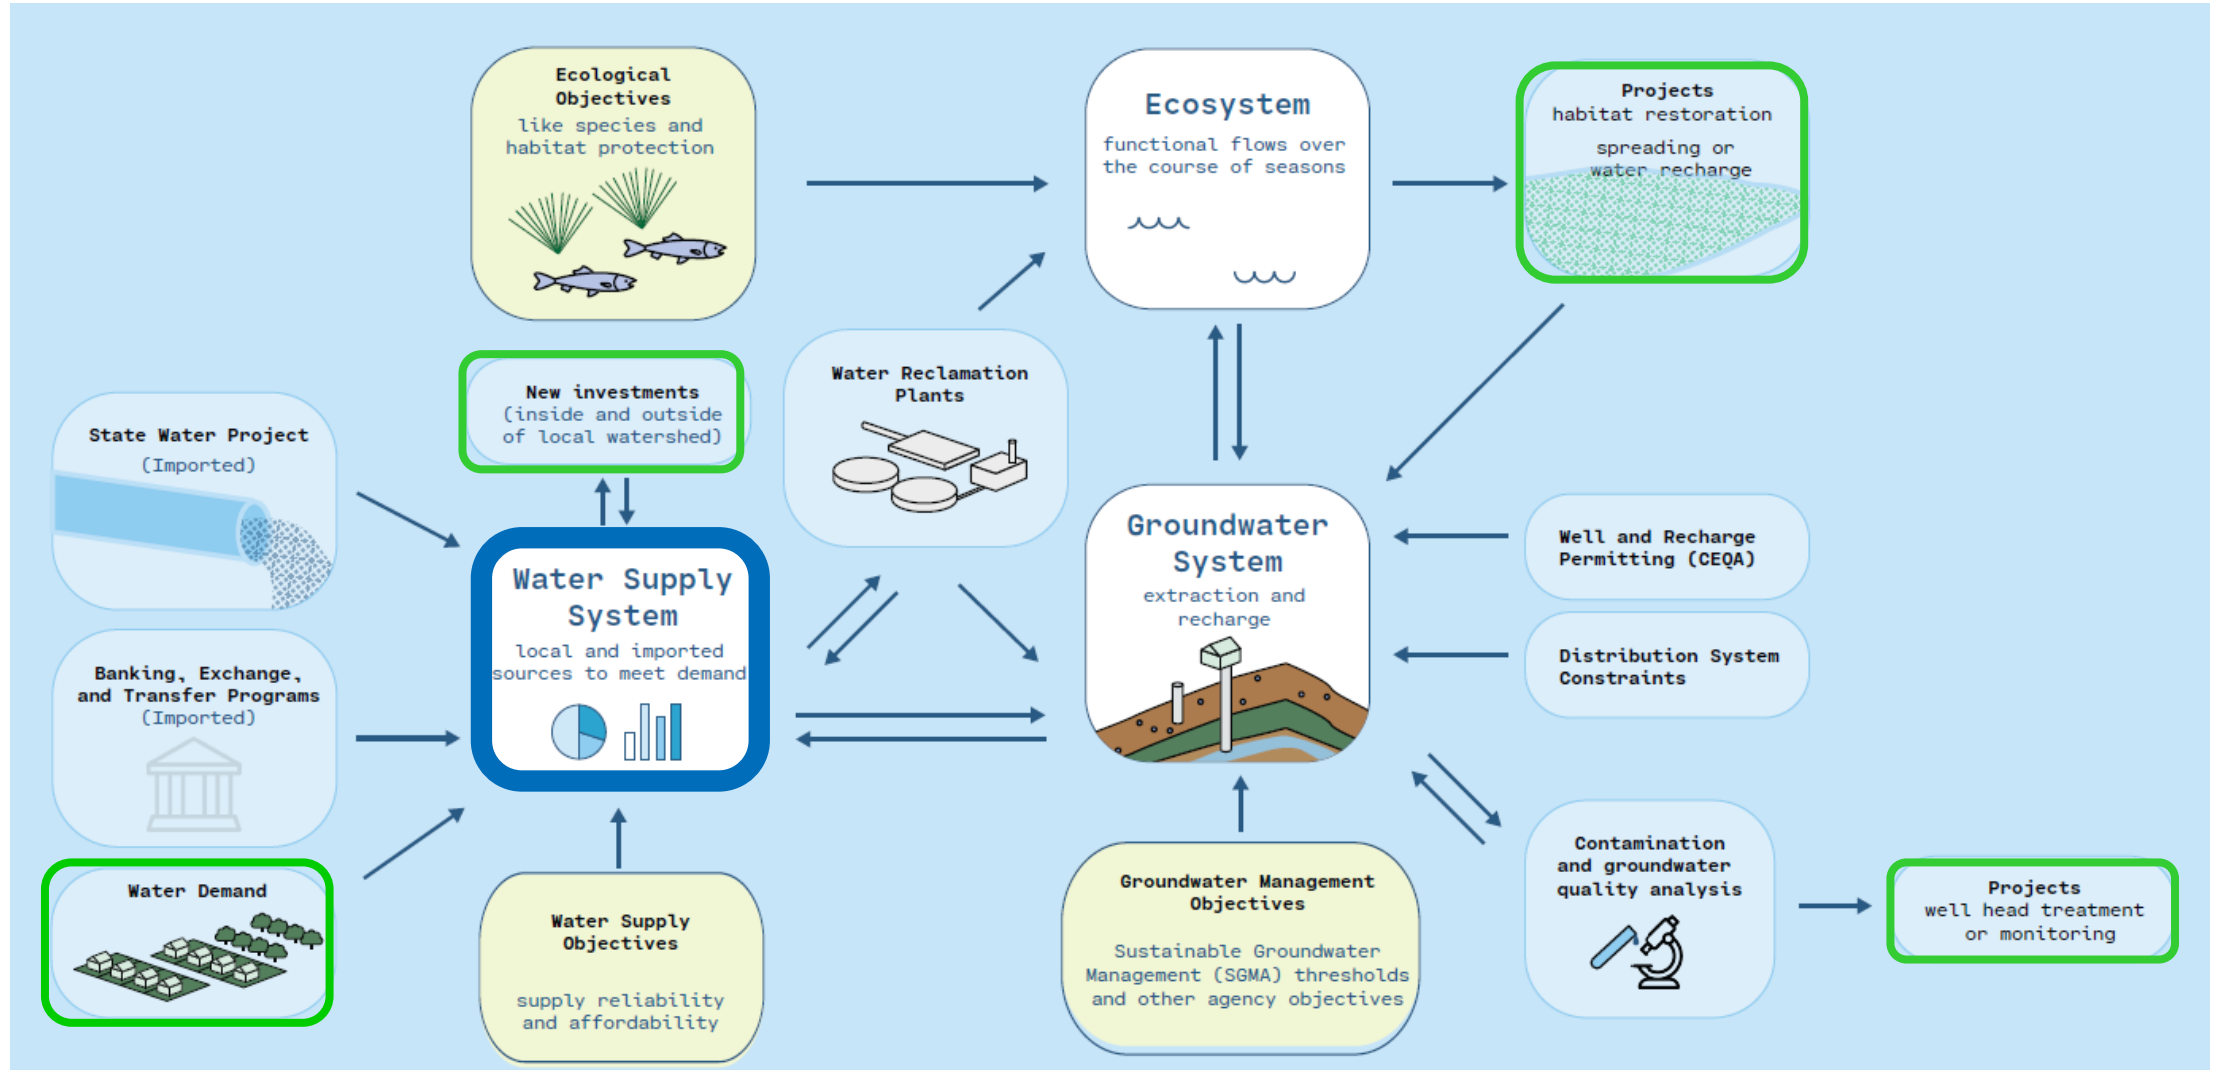 Ecological
Objectives
like species and
habitat protection
Ecosystem
functional flows over
the course of seasons
Projects
habitat restoration
spreading or
water recharge
New investments
(inside and outside
of local watershed)
Water Reclamation
Plants
State Water Project
(Imported)
Water Supply
System
local and imported
sources to meet demand
Groundwater
System
extraction and
recharge
Well and Recharge
Permitting (CEQA)
Distribution System
Constraints
Banking, Exchange,
and Transfer Programs
(Imported)
Water Demand
Water Supply
Objectives
supply reliability
and affordability
Groundwater Management
Objectives
Sustainable Groundwater
Management (SGMA) thresholds
and other agency objectives
Contamination
and groundwater
quality analysis
Projects
well head treatment
or monitoring